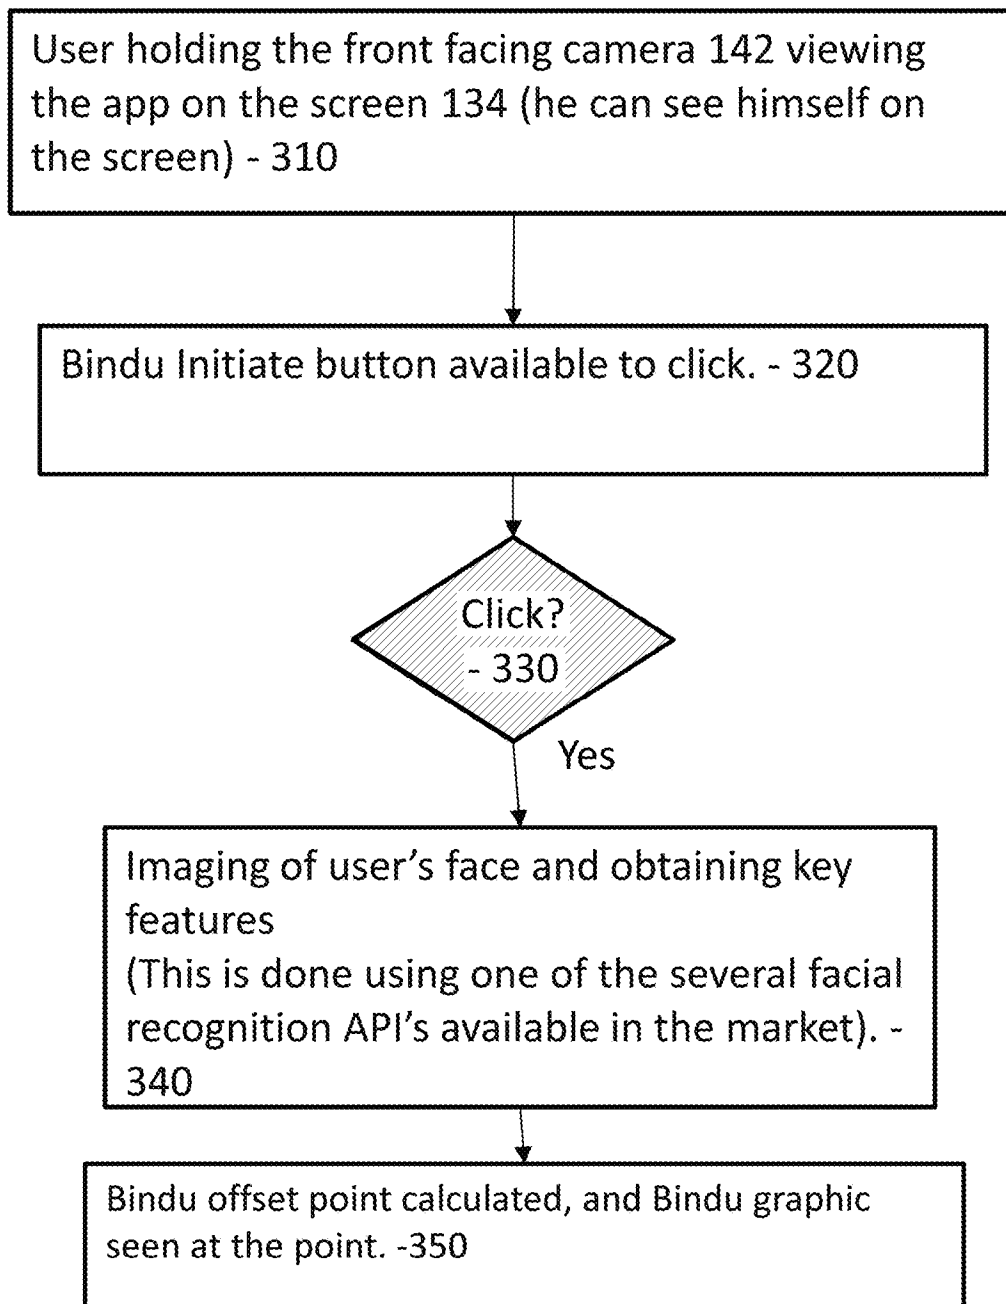 User holding the front facing camera 142 viewing
the app on the screen 134 (he can see himself on
the screen) - 310
Bindu Initiate button available to click. - 320
Click?
- 330
Yes
Imaging of user’s face and obtaining key
features
(This is done using one of the several facial
recognition API’s available in the market). -
340
Bindu offset point calculated, and Bindu graphic
seen at the point. -350